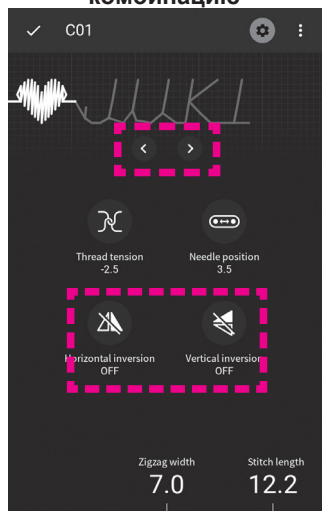 комбинацию
C01
JUKI
Thread tension
-2.5
Needle position
3.5
Horizontal inversion
OFF
Vertical inversion
OFF
Zigzag width
7.0
Stitch length
12.2